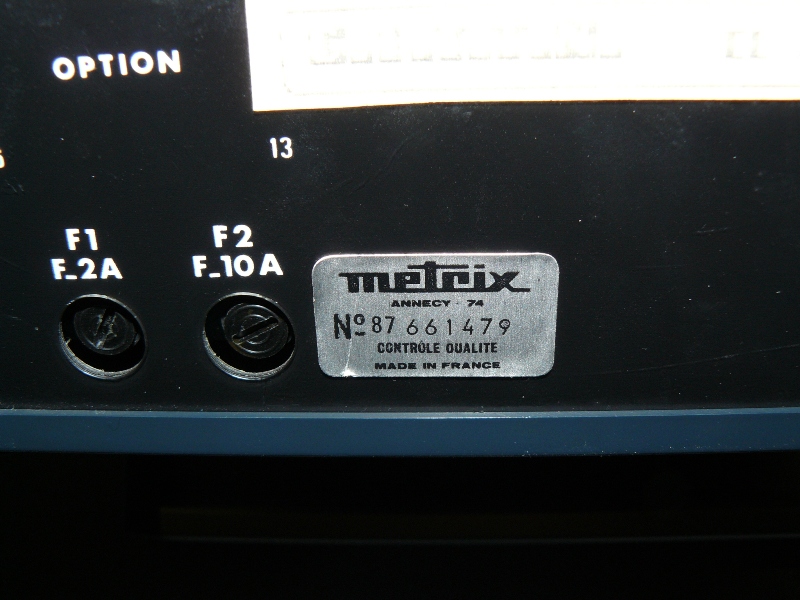 OPTION
13
F1
F_2A
F2
F_10A
metrix
ANNECY - 74
Nº 87 661479
CONTRÔLE QUALITE
MADE IN FRANCE